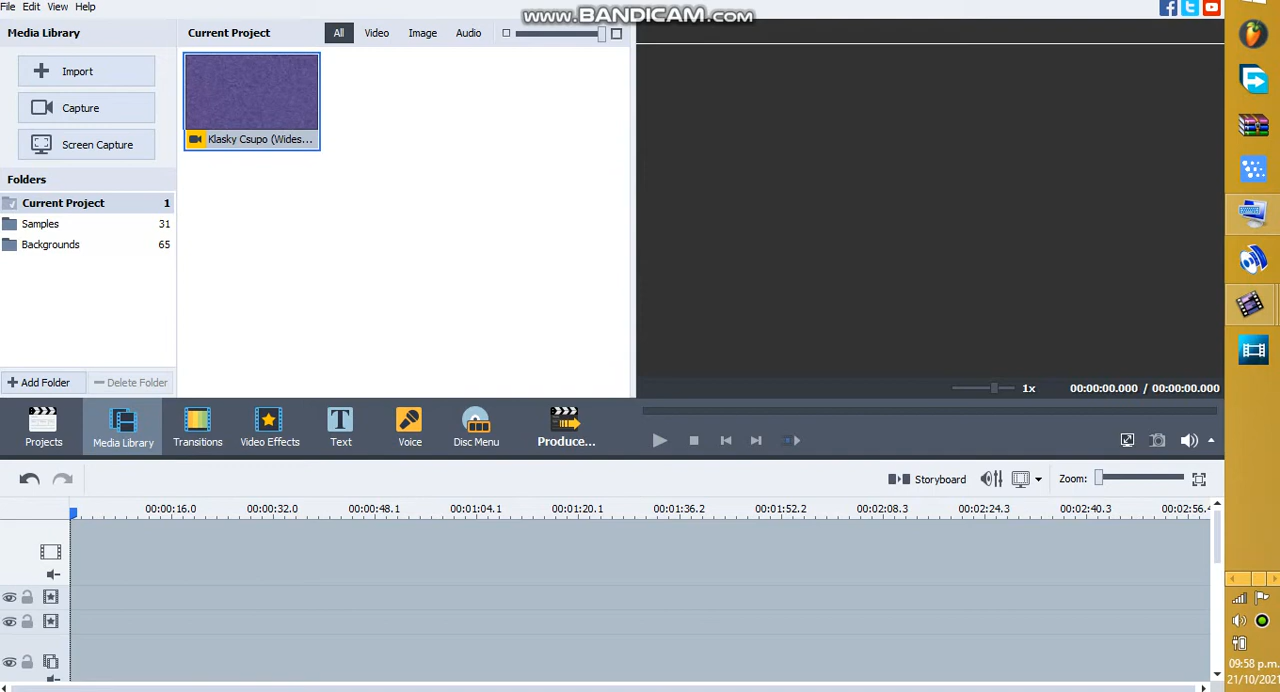 File Edit View Help
www.BANDICAM.com
Media Library
Current Project
All
Video
Image
Audio
Import
Capture
Screen Capture
Klasky Csupo (Wides...
Folders
Current Project 1
Samples 31
Backgrounds 65
Add Folder
Delete Folder
1x
00:00:00.000 / 00:00:00.000
Projects
Media Library
Transitions
Video Effects
Text
Voice
Disc Menu
Produce...
Storyboard
Zoom:
00:00:16.0 00:00:32.0 00:00:48.1 00:01:04.1 00:01:20.1 00:01:36.2 00:01:52.2 00:02:08.3 00:02:24.3 00:02:40.3 00:02:56.4
09:58 p.m.
21/10/2021